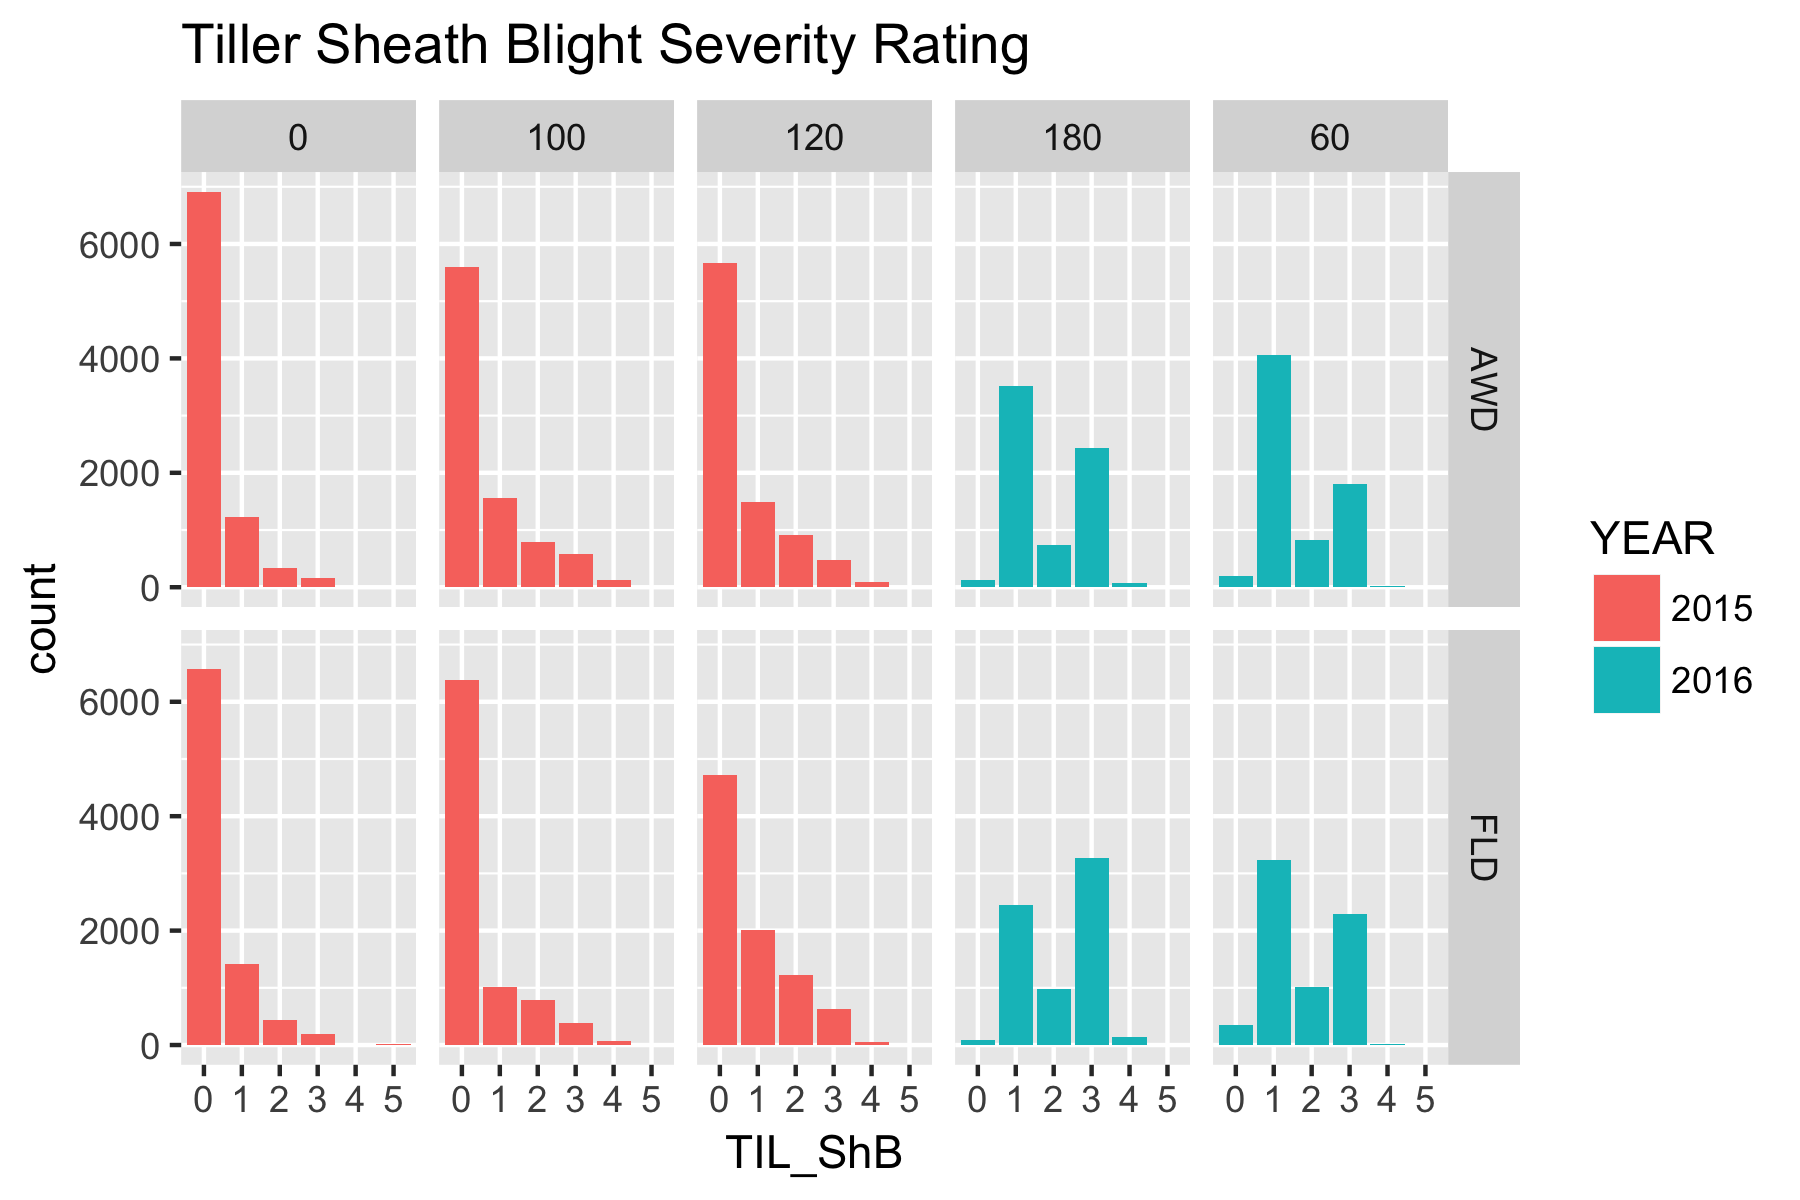 Tiller Sheath Blight Severity Rating
0 100 120 180 60
6000
4000
2000
0
AWD
6000
4000
2000
0
FLD
count
0 1 2 3 4 5 0 1 2 3 4 5 0 1 2 3 4 5 0 1 2 3 4 5 0 1 2 3 4 5
TIL_ShB
YEAR
2015
2016